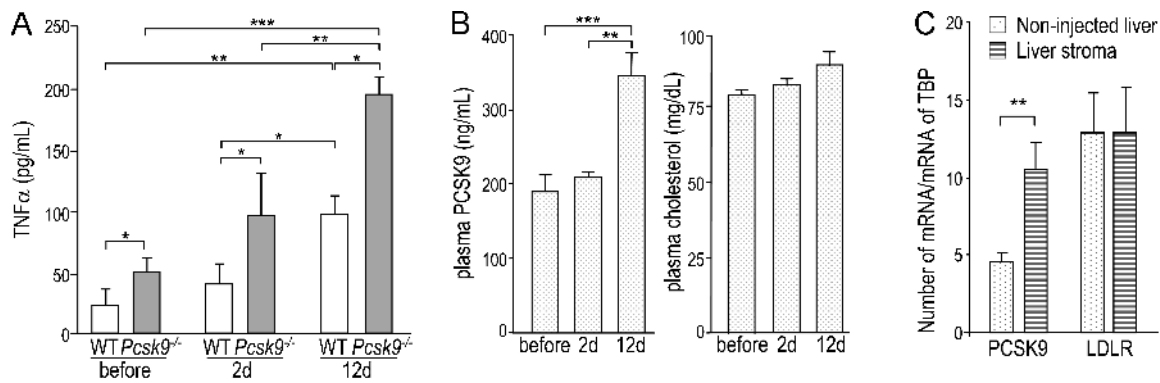 A
TNFα (pg/mL)
250
200
150
100
50
0
***
**
** *
*
* *
WT Pcsk9-/- WT Pcsk9-/- WT Pcsk9-/-
before 2d 12d
B
plasma PCSK9 (ng/mL)
400
300
200
100
0
***
**
before 2d 12d
plasma cholesterol (mg/dL)
100
75
50
25
0
before 2d 12d
C
Number of mRNA/mRNA of TBP
20
15
10
5
0
Non-injected liver
Liver stroma
**
PCSK9 LDLR